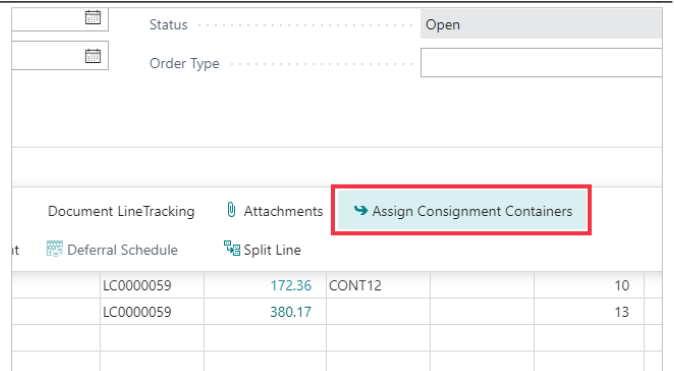 Status Open
Order Type
Document LineTracking Attachments Assign Consignment Containers
Deferral Schedule Split Line
LC0000059 172.36 CONT12 10
LC0000059 380.17 13